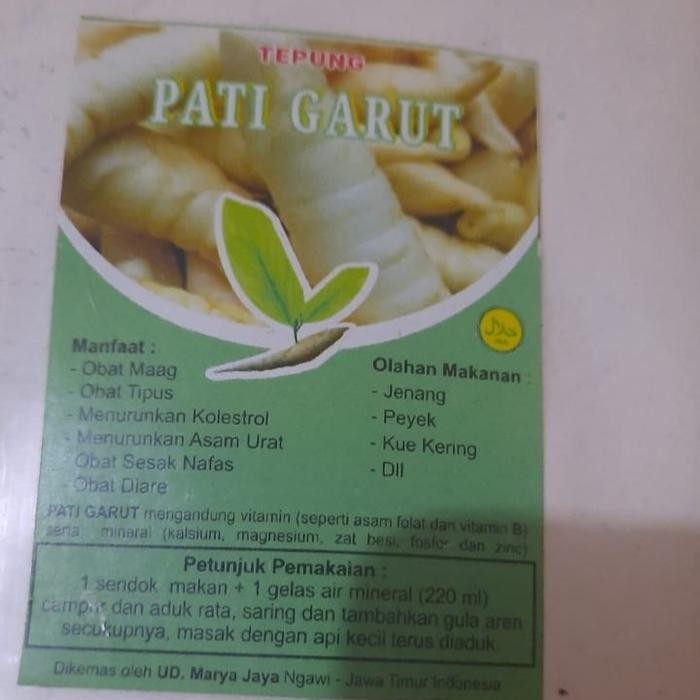 TEPUNG
PATI GARUT
حلال
Manfaat :
- Obat Maag
- Obat Tipus
- Menurunkan Kolestrol
- Menurunkan Asam Urat
- Obat Sesak Nafas
- Obat Diare
Olahan Makanan :
- Jenang
- Peyek
- Kue Kering
- Dll
PATI GARUT mengandung vitamin (seperti asam folat dan vitamin B)
serta mineral (kalsium, magnesium, zat besi, fosfor dan zinc)
Petunjuk Pemakaian :
1 sendok makan + 1 gelas air mineral (220 ml)
campur dan aduk rata, saring dan tambahkan gula aren
secukupnya, masak dengan api kecil terus diaduk.
Dikemas oleh UD. Marya Jaya Ngawi - Jawa Timur Indonesia